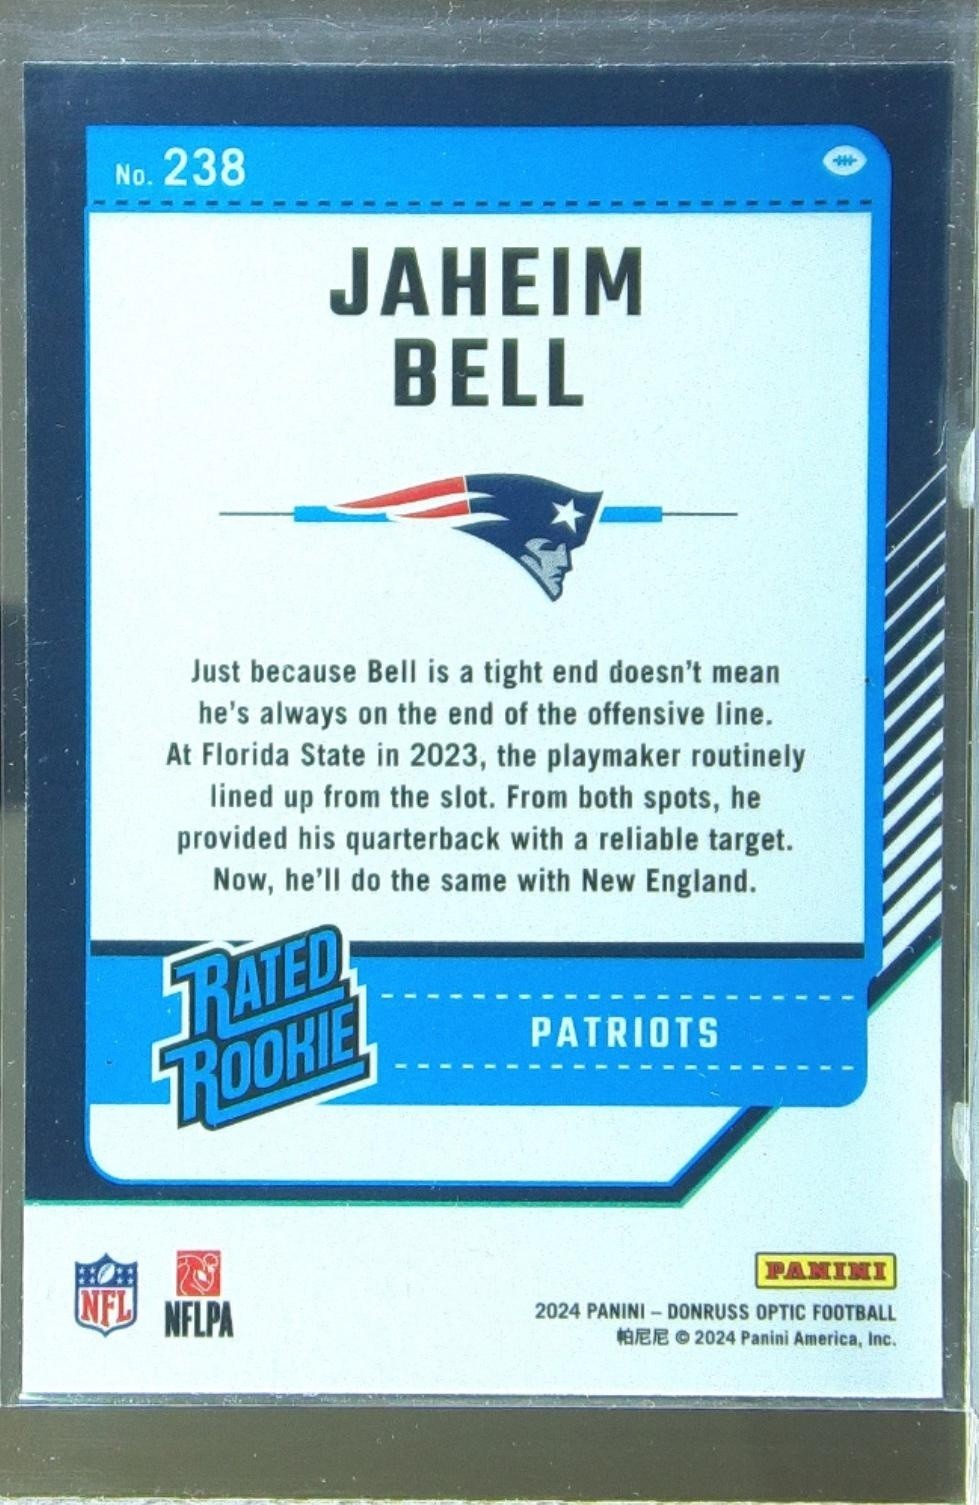 No. 238
JAHEIM
BELL
Just because Bell is a tight end doesn't mean
he's always on the end of the offensive line.
At Florida State in 2023, the playmaker routinely
lined up from the slot. From both spots, he
provided his quarterback with a reliable target.
Now, he'll do the same with New England.
RATED
ROOKIE
PATRIOTS
NFL
NFLPA
PANINI
2024 PANINI – DONRUSS OPTIC FOOTBALL
帕尼尼 © 2024 Panini America, Inc.